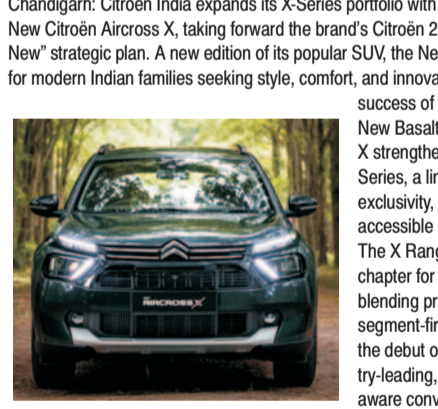 Chandigarh: Citroën India expands its X-Series portfolio with
New Citroën Aircross X, taking forward the brand's Citroën 2
New" strategic plan. A new edition of its popular SUV, the Ne
for modern Indian families seeking style, comfort, and innova
success of
New Basalt
X strengthe
Series, a lin
exclusivity,
accessible
The X Rang
chapter for
blending pr
segment-fir
the debut o
try-leading,
aware conv
AIRCROSS X